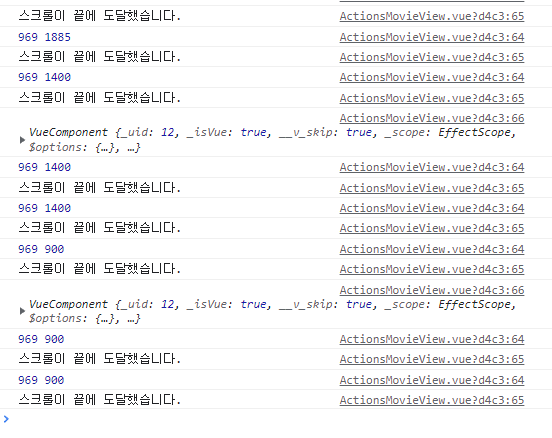 스크롤이 끝에 도달했습니다. ActionsMovieView.vue?d4c3:65
969 1885 ActionsMovieView.vue?d4c3:64
스크롤이 끝에 도달했습니다. ActionsMovieView.vue?d4c3:65
969 1400 ActionsMovieView.vue?d4c3:64
스크롤이 끝에 도달했습니다. ActionsMovieView.vue?d4c3:65
ActionsMovieView.vue?d4c3:66
VueComponent {_uid: 12, _isVue: true, __v_skip: true, _scope: EffectScope,
$options: {…}, …}
969 1400 ActionsMovieView.vue?d4c3:64
스크롤이 끝에 도달했습니다. ActionsMovieView.vue?d4c3:65
969 1400 ActionsMovieView.vue?d4c3:64
스크롤이 끝에 도달했습니다. ActionsMovieView.vue?d4c3:65
969 900 ActionsMovieView.vue?d4c3:64
스크롤이 끝에 도달했습니다. ActionsMovieView.vue?d4c3:65
ActionsMovieView.vue?d4c3:66
VueComponent {_uid: 12, _isVue: true, __v_skip: true, _scope: EffectScope,
$options: {…}, …}
969 900 ActionsMovieView.vue?d4c3:64
스크롤이 끝에 도달했습니다. ActionsMovieView.vue?d4c3:65
969 900 ActionsMovieView.vue?d4c3:64
스크롤이 끝에 도달했습니다. ActionsMovieView.vue?d4c3:65